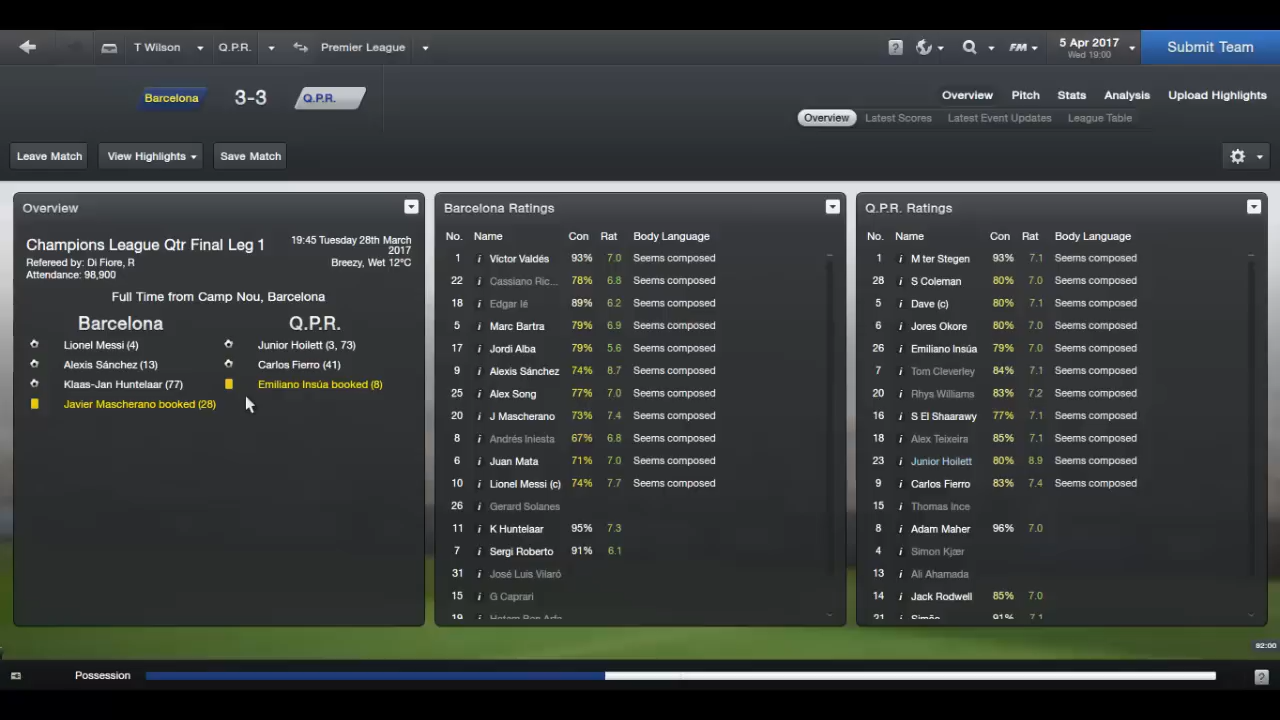 T Wilson Q.P.R. Premier League ? FM 5 Apr 2017 Wed 19:00 Submit Team
Barcelona 3-3 Q.P.R.
Overview Pitch Stats Analysis Upload Highlights
Overview Latest Scores Latest Event Updates League Table
Leave Match View Highlights Save Match
Overview
Champions League Qtr Final Leg 1
Refereed by: Di Fiore, R
Attendance: 98,900
19:45 Tuesday 28th March
2017
Breezy, Wet 12°C
Full Time from Camp Nou, Barcelona
Barcelona Q.P.R.
Lionel Messi (4) Junior Hoilett (3, 73)
Alexis Sánchez (13) Carlos Fierro (41)
Klaas-Jan Huntelaar (77) Emiliano Insúa booked (8)
Javier Mascherano booked (28)
Barcelona Ratings
No. Name Con Rat Body Language
1 i Víctor Valdés 93% 7.0 Seems composed
22 i Cassiano Ric... 78% 6.8 Seems composed
18 i Edgar Ié 89% 6.2 Seems composed
5 i Marc Bartra 79% 6.9 Seems composed
17 i Jordi Alba 79% 5.6 Seems composed
9 i Alexis Sánchez 74% 8.7 Seems composed
25 i Alex Song 77% 7.0 Seems composed
20 i J Mascherano 73% 7.4 Seems composed
8 i Andrés Iniesta 67% 6.8 Seems composed
6 i Juan Mata 71% 7.0 Seems composed
10 i Lionel Messi (c) 74% 7.7 Seems composed
26 i Gerard Solanes
11 i K Huntelaar 95% 7.3
7 i Sergi Roberto 91% 6.1
31 i José Luis Vilaró
15 i G Caprari
19 i Hatem Ben Arfa
Q.P.R. Ratings
No. Name Con Rat Body Language
1 i M ter Stegen 93% 7.1 Seems composed
28 i S Coleman 80% 7.0 Seems composed
5 i Dave (c) 80% 7.1 Seems composed
6 i Jores Okore 80% 7.0 Seems composed
26 i Emiliano Insúa 79% 7.0 Seems composed
7 i Tom Cleverley 84% 7.1 Seems composed
20 i Rhys Williams 83% 7.2 Seems composed
16 i S El Shaarawy 77% 7.1 Seems composed
18 i Alex Teixeira 85% 7.1 Seems composed
23 i Junior Hoilett 80% 8.9 Seems composed
9 i Carlos Fierro 83% 7.4 Seems composed
15 i Thomas Ince
8 i Adam Maher 96% 7.0
4 i Simon Kjær
13 i Ali Ahamada
14 i Jack Rodwell 85% 7.0
21 i Simão 91% 7.1
92:00
Possession ?